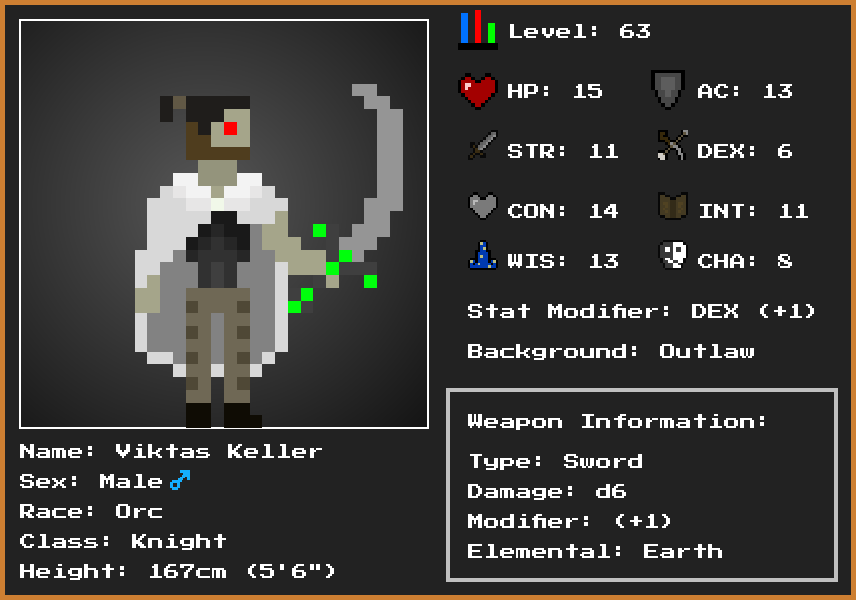 Level: 63
HP: 15
AC: 13
STR: 11
DEX: 6
CON: 14
INT: 11
WIS: 13
CHA: 8
Stat Modifier: DEX (+1)
Background: Outlaw
Weapon Information:
Type: Sword
Damage: d6
Modifier: (+1)
Elemental: Earth
Name: Viktas Keller
Sex: Male♂
Race: Orc
Class: Knight
Height: 167cm (5'6")